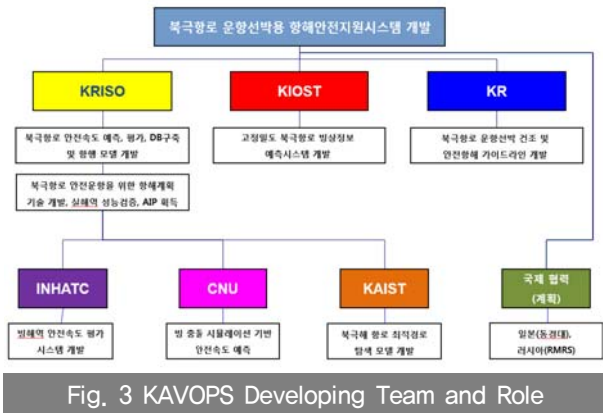 북극항로 운항선박용 항해안전지원시스템 개발
KRISO
KIOST
KR
북극항로 안전속도 예측, 평가, DB구축
및 항행 모델 개발
고정밀도 북극항로 빙상정보
예측시스템 개발
북극항로 운항선박 건조 및
안전항해 가이드라인 개발
북극항로 안전운항을 위한 항해계획
기술 개발, 실해역 성능검증, AIP 획득
INHATC
CNU
KAIST
국제 협력
(계획)
빙해역 안전속도 평가
시스템 개발
빙 충돌 시뮬레이션 기반
안전속도 예측
북극해 항로 최적경로
탐색 모델 개발
일본(동경대),
러시아(RMRS)
Fig. 3 KAVOPS Developing Team and Role